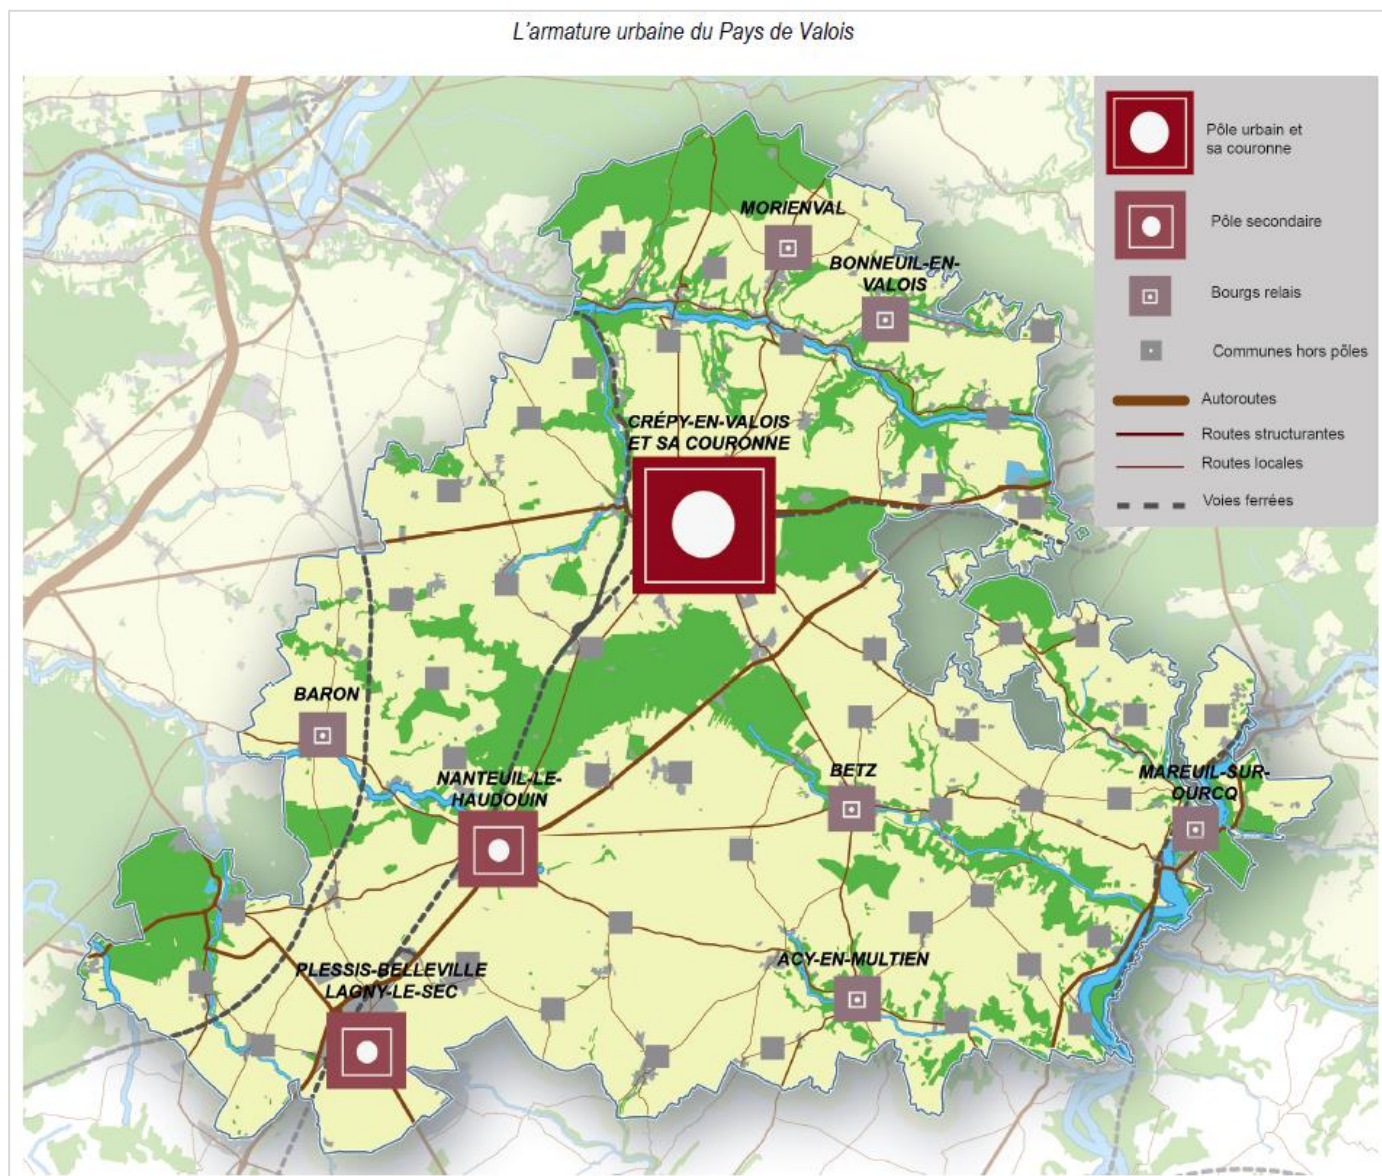 L'armature urbaine du Pays de Valois
Pôle urbain et
sa couronne
Pôle secondaire
Bourgs relais
Communes hors pôles
Autoroutes
Routes structurantes
Routes locales
Voies ferrées
MORIENVAL
BONNEUIL-EN-
VALOIS
CRÉPY-EN-VALOIS
ET SA COURONNE
BARON
NANTEUIL-LE-
HAUDOUIN
BETZ
MAREUIL-SUR-
OURCQ
ACY-EN-MULTIEN
PLESSIS-BELLEVILLE
LAGNY-LE-SEC